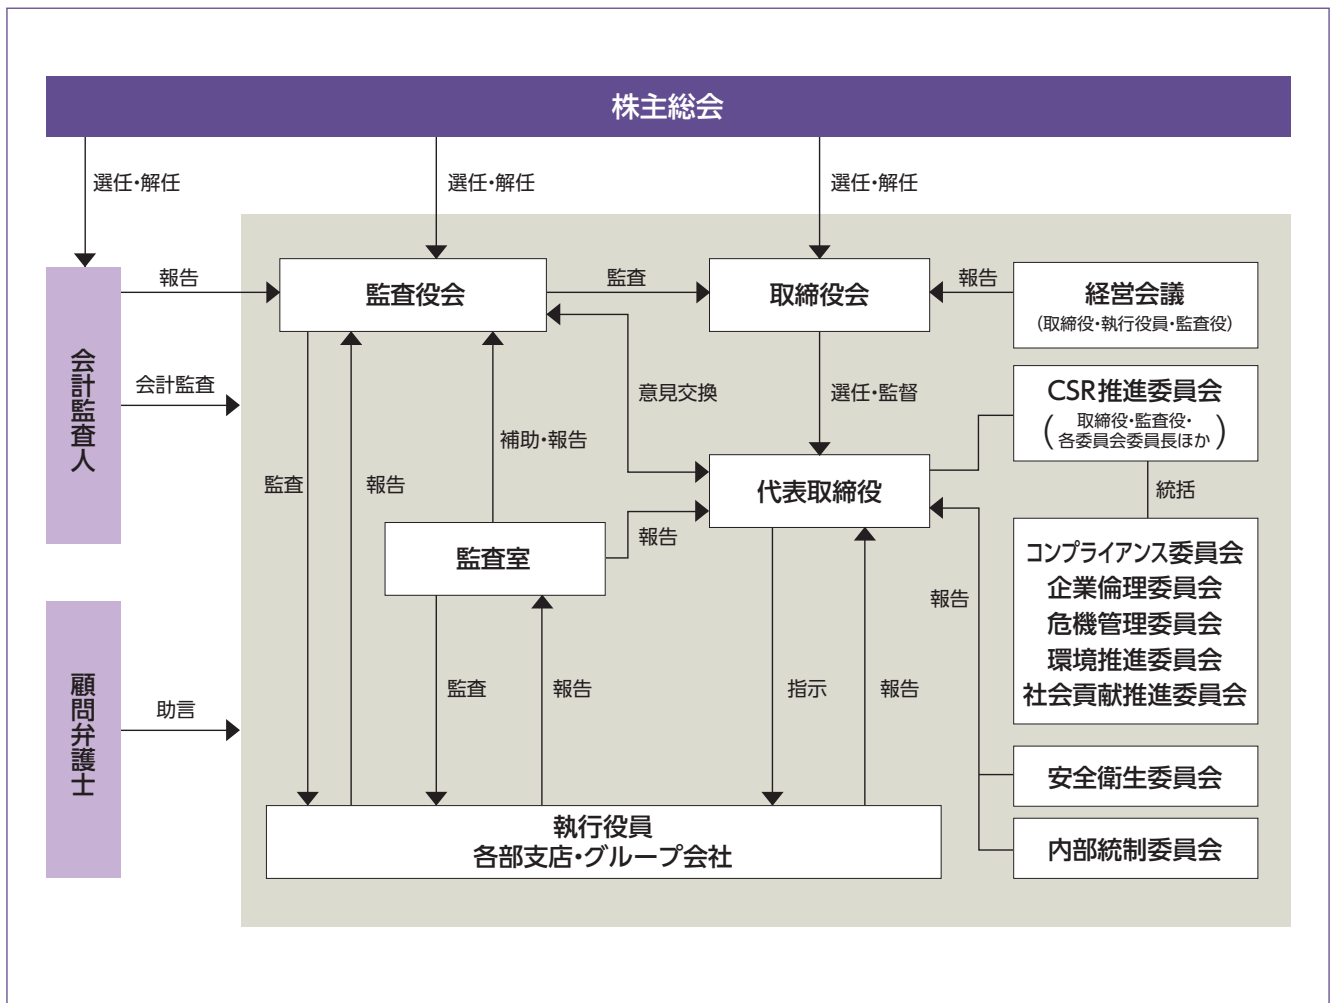 株主総会
選任・解任
選任・解任
選任・解任
会計監査人
報告
監査役会
監査
取締役会
報告
経営会議
（取締役・執行役員・監査役）
会計監査
意見交換
選任・監督
CSR推進委員会
（取締役・監査役・
各委員会委員長ほか）
補助・報告
監査
報告
代表取締役
統括
監査室
報告
コンプライアンス委員会
企業倫理委員会
危機管理委員会
環境推進委員会
社会貢献推進委員会
報告
顧問弁護士
助言
監査
報告
指示
報告
安全衛生委員会
執行役員
各部支店・グループ会社
内部統制委員会